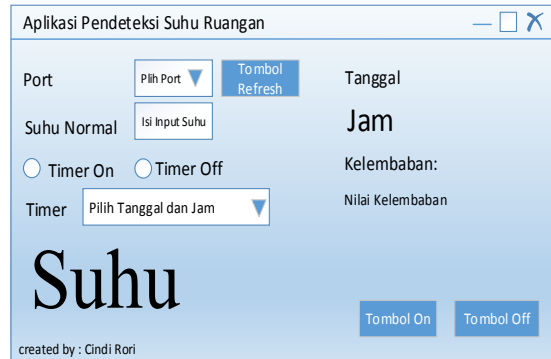 Aplikasi Pendeteksi Suhu Ruangan
Port
Plih Port
Tombol
Refresh
Tanggal
Suhu Normal
Isi Input Suhu
Jam
Timer On
Timer Off
Kelembaban:
Timer
Pilih Tanggal dan Jam
Nilai Kelembaban
Suhu
Tombol On
Tombol Off
created by : Cindi Rori